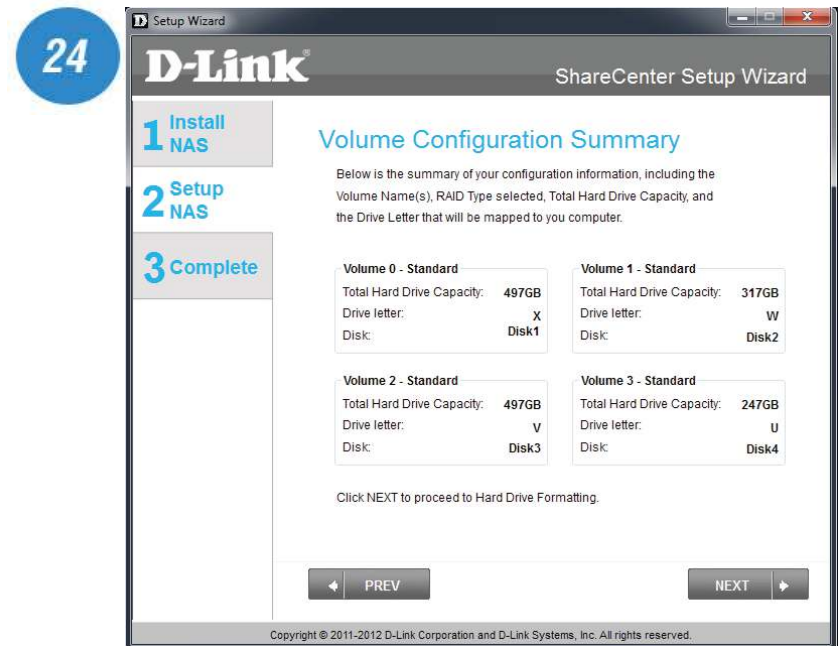 24
Setup Wizard
D-Link®
ShareCenter Setup Wizard
1 Install
NAS
2 Setup
NAS
3 Complete
Volume Configuration Summary
Below is the summary of your configuration information, including the
Volume Name(s), RAID Type selected, Total Hard Drive Capacity, and
the Drive Letter that will be mapped to you computer.
Volume 0 - Standard
Total Hard Drive Capacity: 497GB
Drive letter: X
Disk: Disk1
Volume 1 - Standard
Total Hard Drive Capacity: 317GB
Drive letter: W
Disk: Disk2
Volume 2 - Standard
Total Hard Drive Capacity: 497GB
Drive letter: V
Disk: Disk3
Volume 3 - Standard
Total Hard Drive Capacity: 247GB
Drive letter: U
Disk: Disk4
Click NEXT to proceed to Hard Drive Formatting.
PREV
NEXT
Copyright © 2011-2012 D-Link Corporation and D-Link Systems, Inc. All rights reserved.